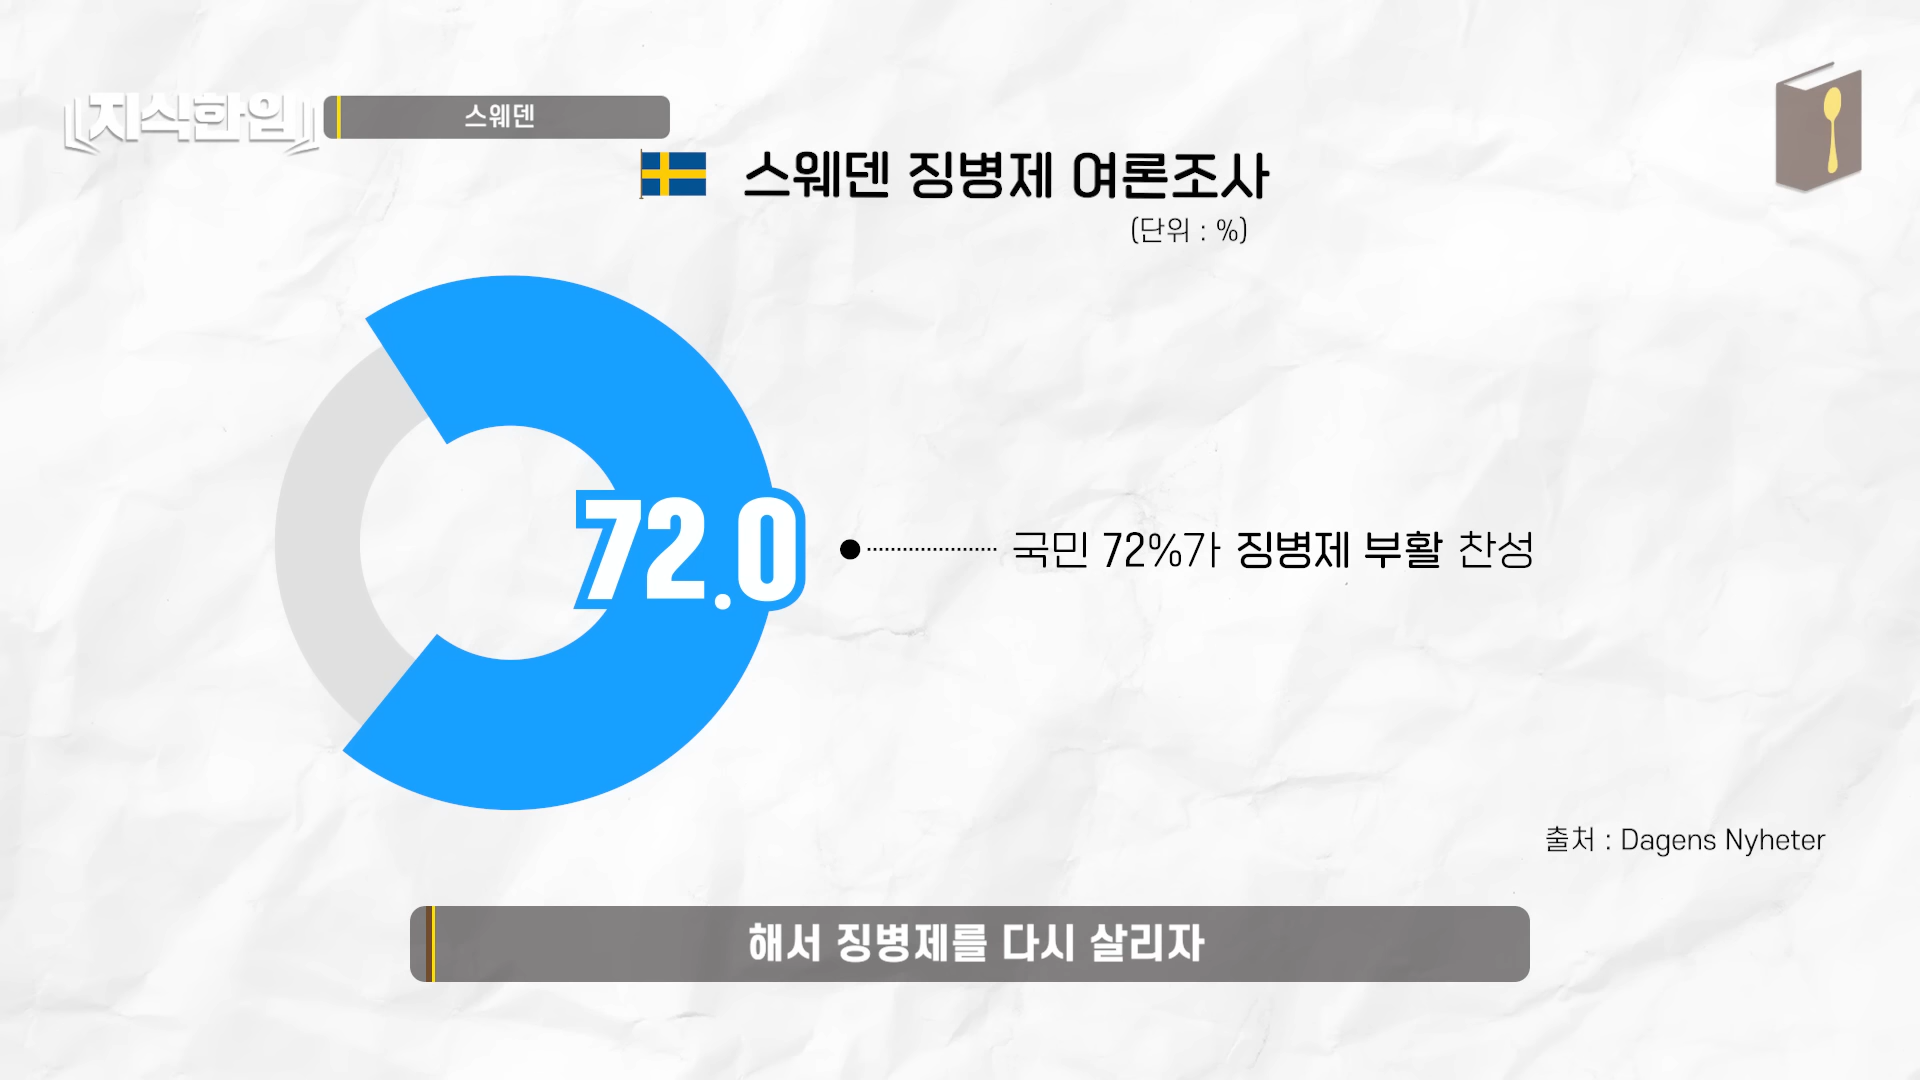 지식한입
스웨덴
스웨덴 징병제 여론조사
(단위 : %)
72.0
국민 72%가 징병제 부활 찬성
출처 : Dagens Nyheter
해서 징병제를 다시 살리자